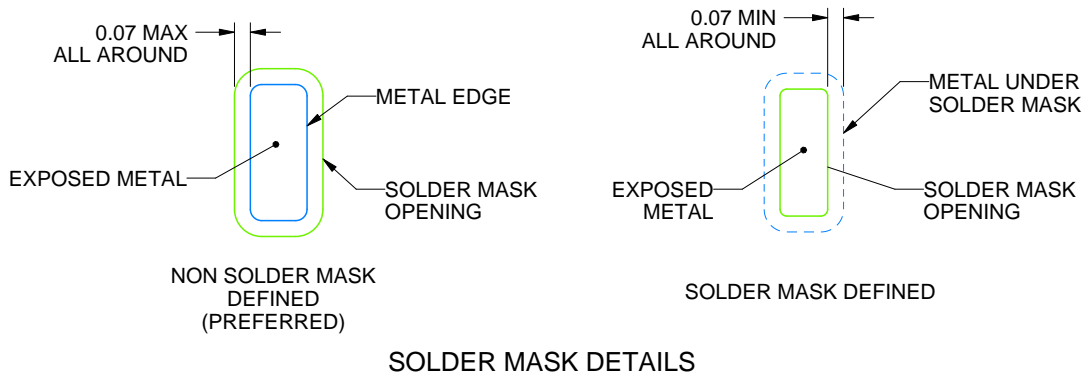 0.07 MAX
ALL AROUND
METAL EDGE
EXPOSED METAL
SOLDER MASK
OPENING
NON SOLDER MASK
DEFINED
(PREFERRED)
0.07 MIN
ALL AROUND
METAL UNDER
SOLDER MASK
EXPOSED
METAL
SOLDER MASK
OPENING
SOLDER MASK DEFINED
SOLDER MASK DETAILS